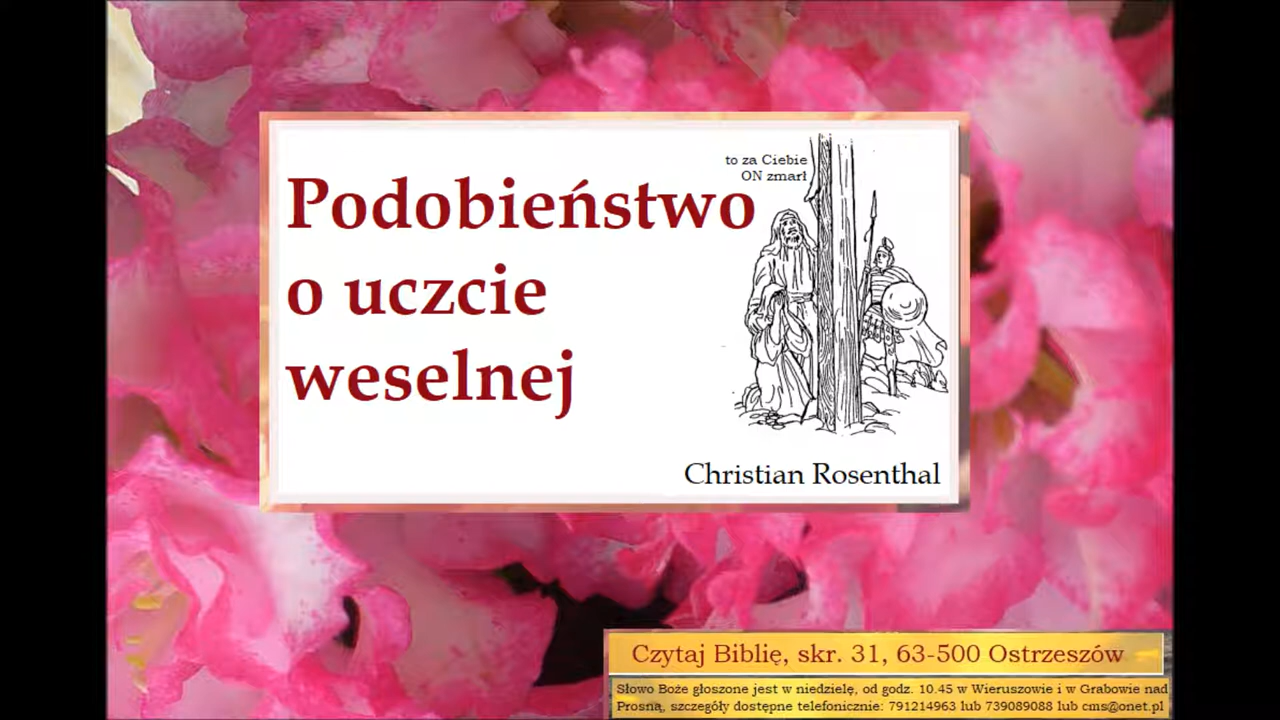 to za Ciebie
ON zmarł
Podobieństwo
o uczcie
weselnej
Christian Rosenthal
Czytaj Biblię, skr. 31, 63-500 Ostrzeszów
Słowo Boże głoszone jest w niedzielę, od godz. 10.45 w Wieruszowie i w Grabowie nad
Prosną, szczegóły dostępne telefonicznie: 791214963 lub 739089088 lub cms@onet.pl